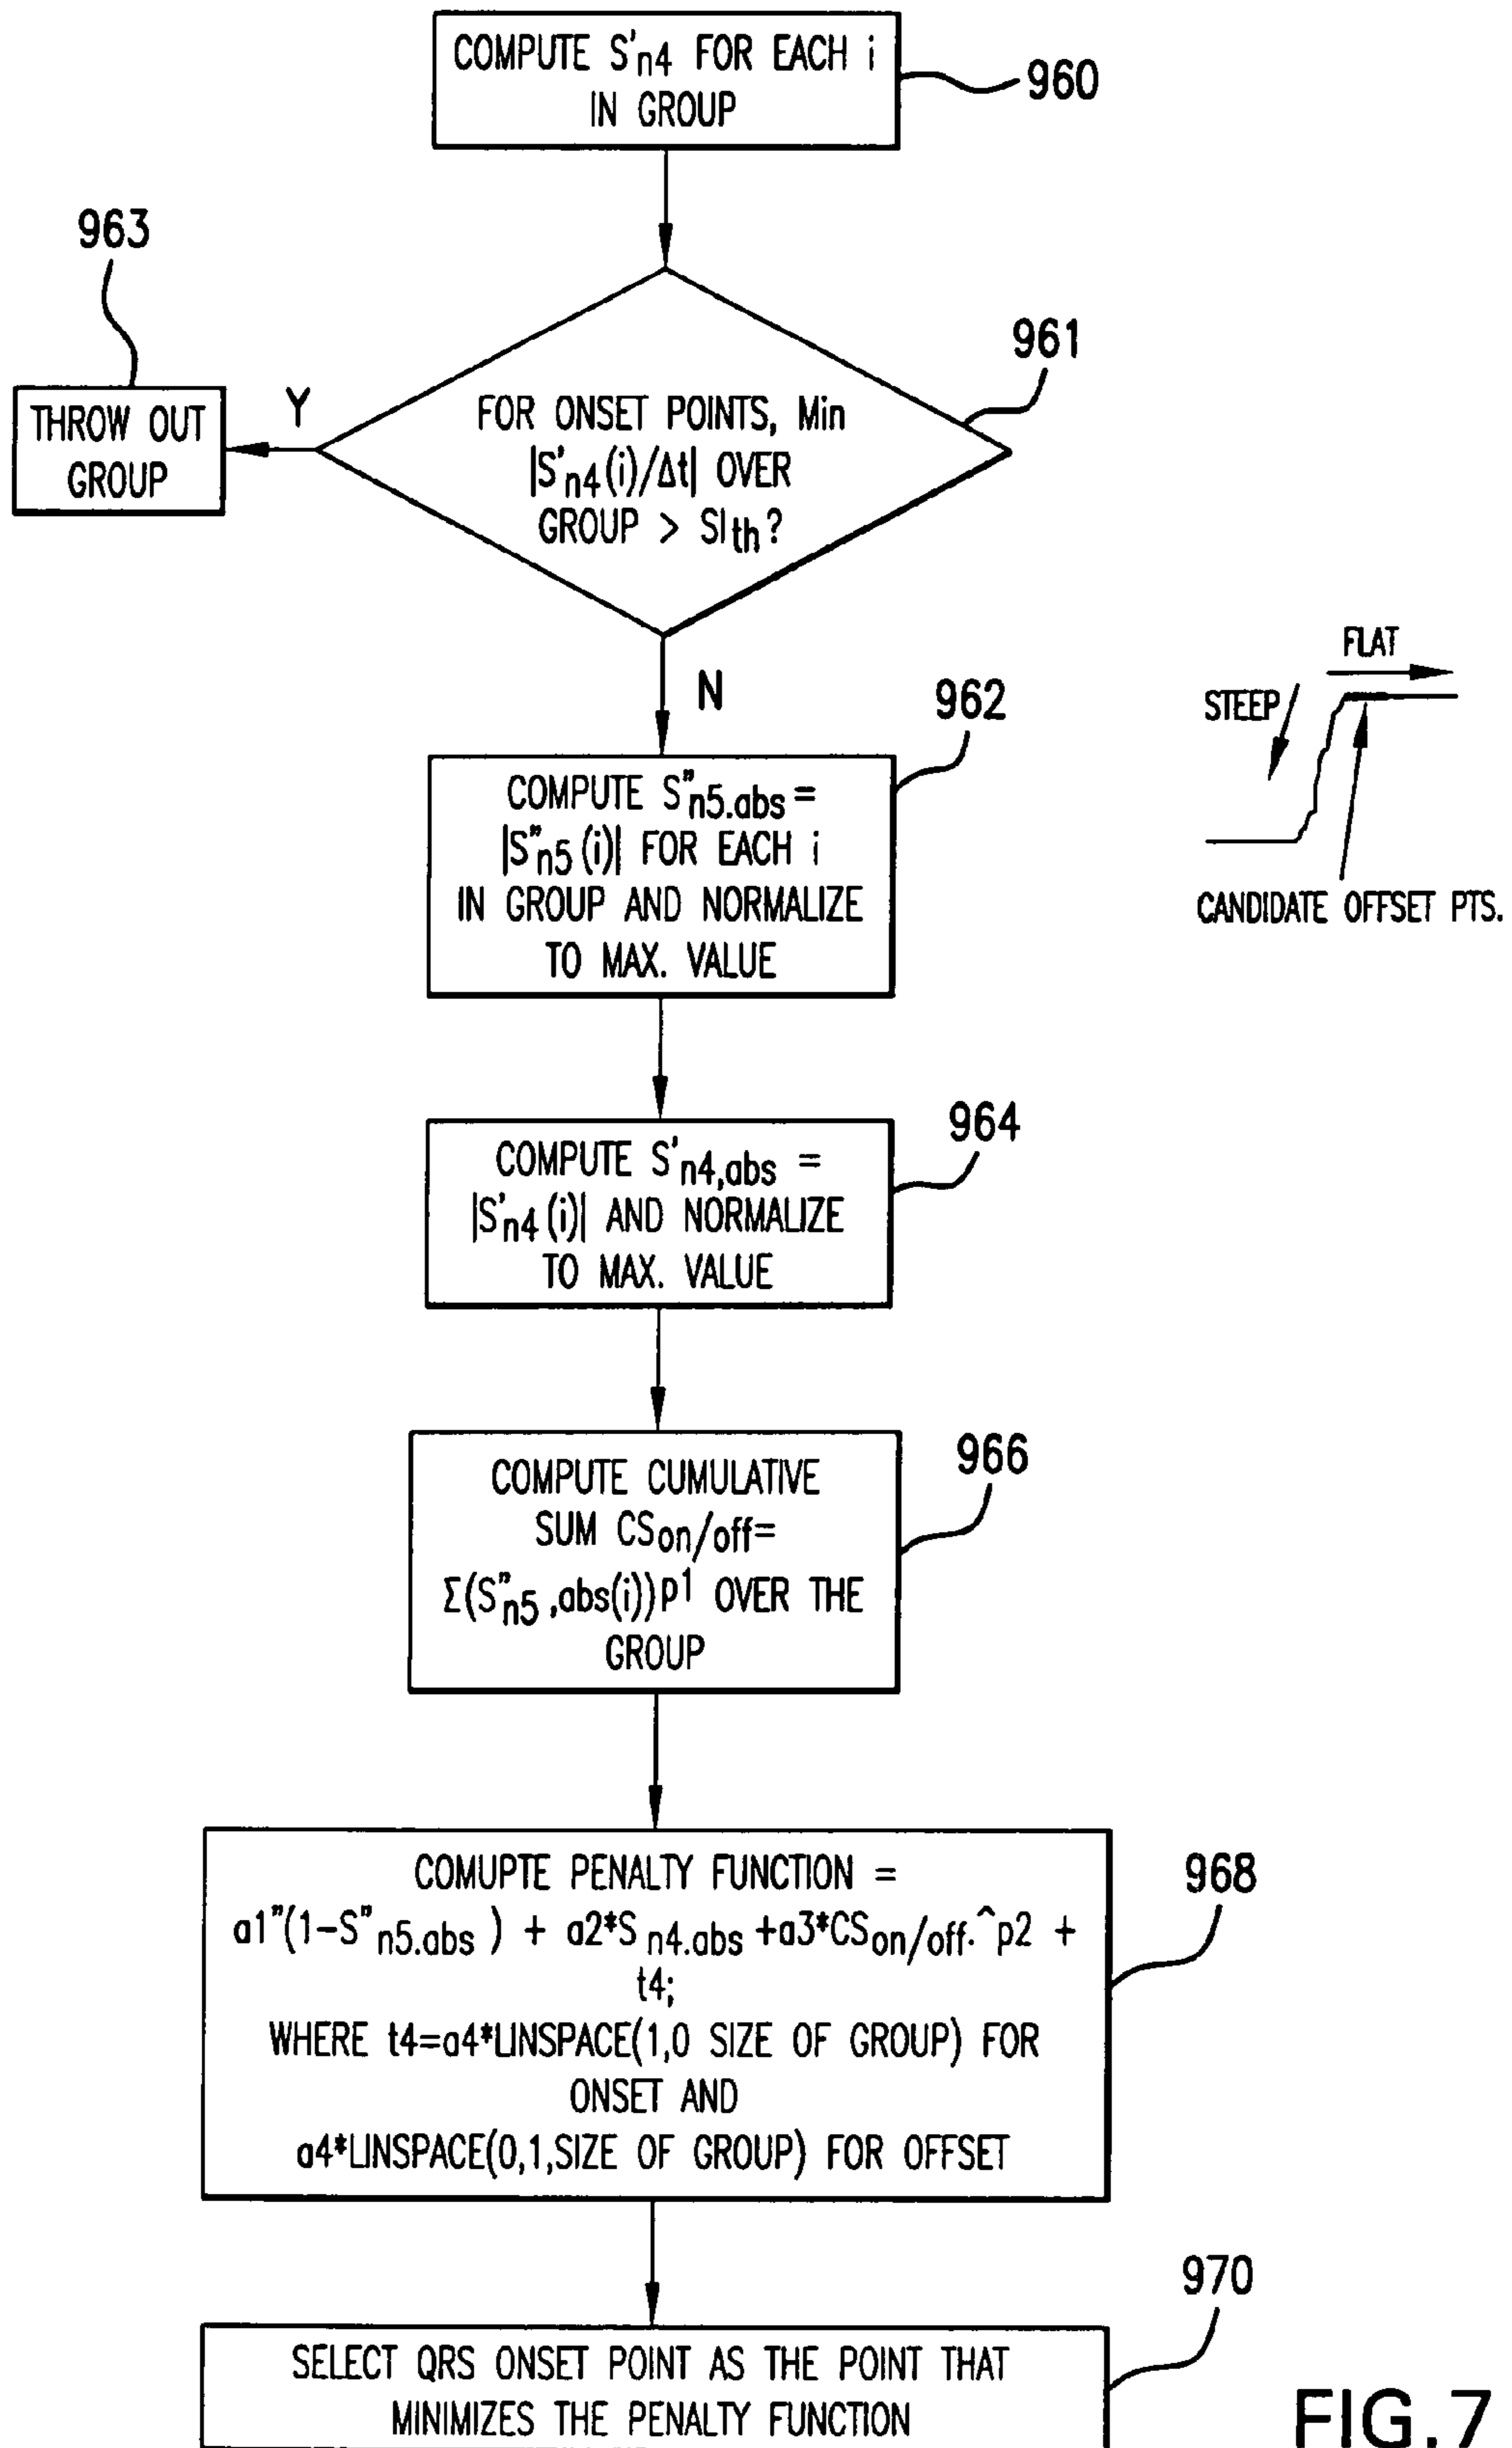 COMPUTE S'n4 FOR EACH i
IN GROUP
960
963
961
THROW OUT
GROUP
Y
FOR ONSET POINTS, Min
|S'n4(i)/Δt| OVER
GROUP > Slth?
N
FLAT
STEEP
CANDIDATE OFFSET PTS.
962
COMPUTE S"n5.abs=
|S"n5(i)| FOR EACH i
IN GROUP AND NORMALIZE
TO MAX. VALUE
964
COMPUTE S'n4,abs =
|S'n4(i)| AND NORMALIZE
TO MAX. VALUE
966
COMPUTE CUMULATIVE
SUM CSon/off=
Σ(S"n5,abs(i))p1 OVER THE
GROUP
968
COMUPTE PENALTY FUNCTION =
a1"(1-S"n5.abs ) + a2*S n4.abs +a3*CSon/off.^p2 +
t4;
WHERE t4=a4*LINSPACE(1,0 SIZE OF GROUP) FOR
ONSET AND
a4*LINSPACE(0,1,SIZE OF GROUP) FOR OFFSET
970
SELECT QRS ONSET POINT AS THE POINT THAT
MINIMIZES THE PENALTY FUNCTION
FIG.7